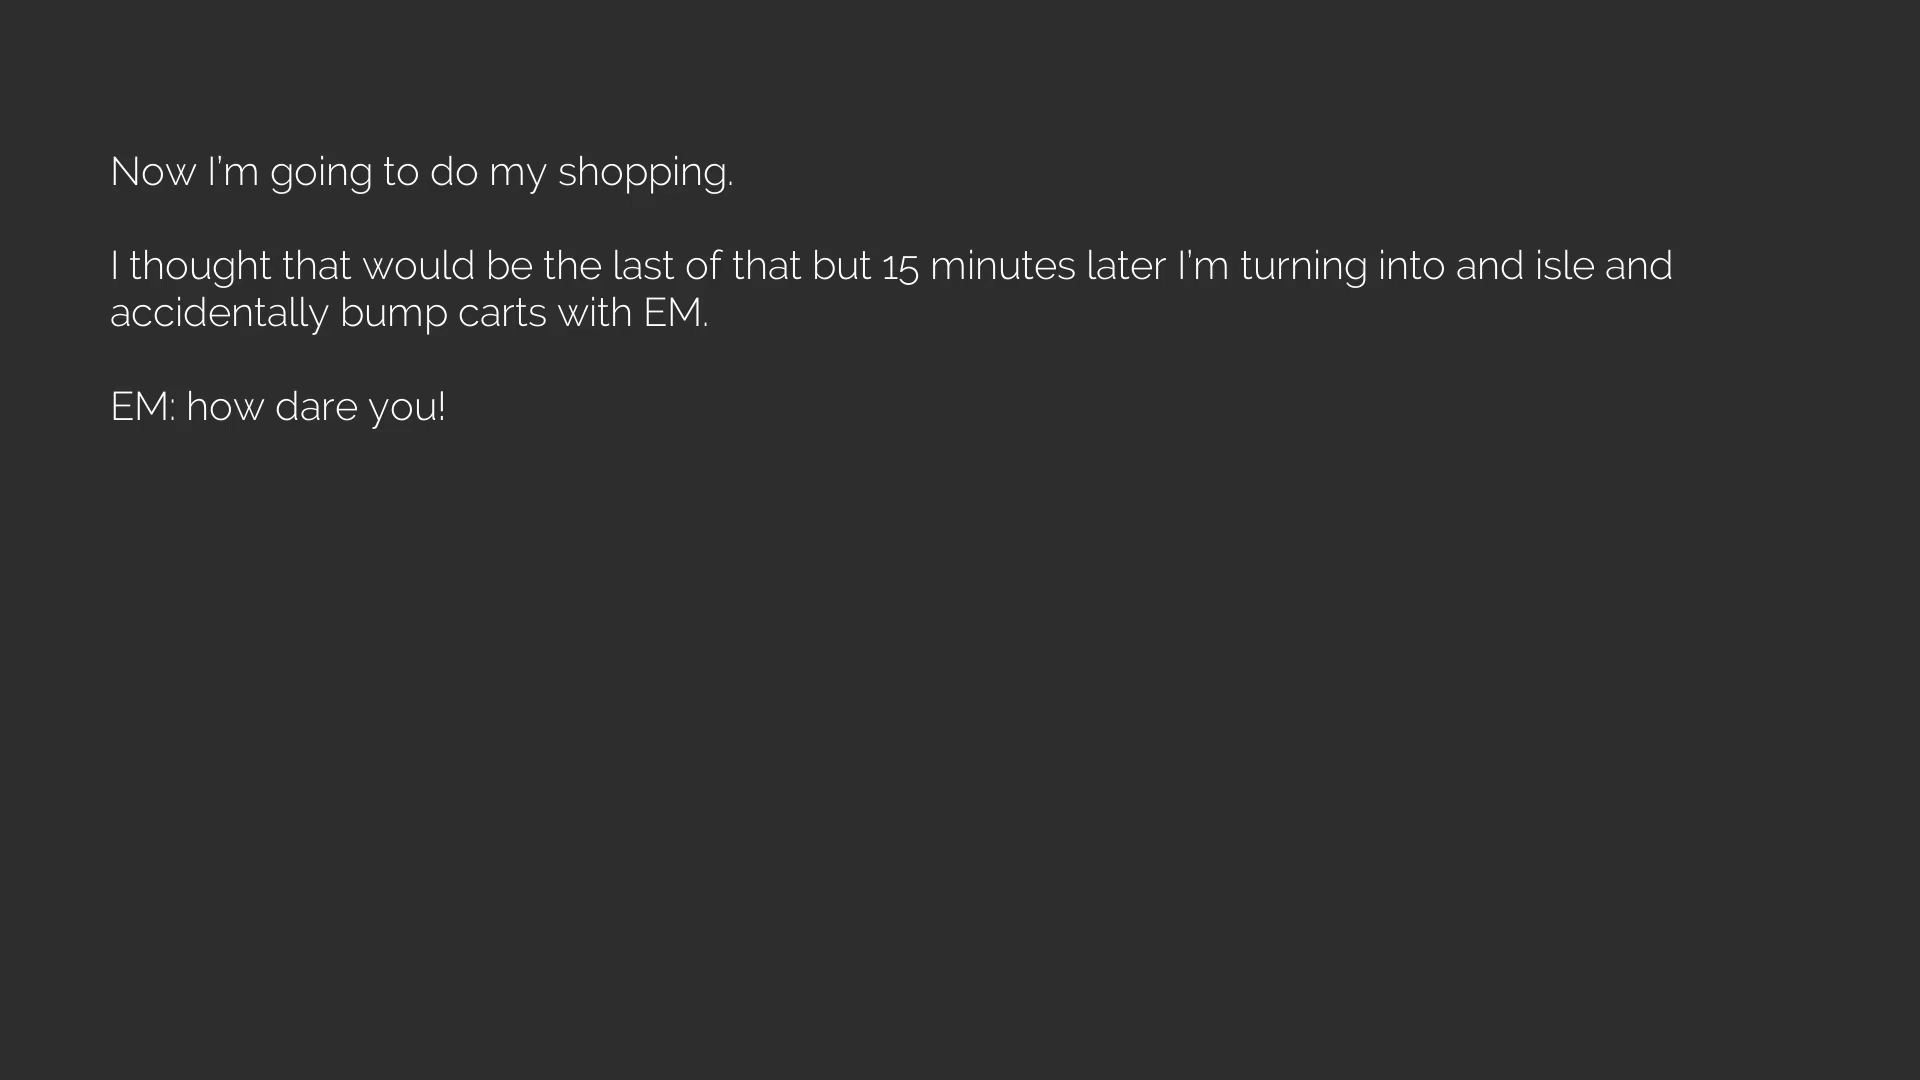 Now I’m going to do my shopping.
I thought that would be the last of that but 15 minutes later I’m turning into and isle and
accidentally bump carts with EM.
EM: how dare you!